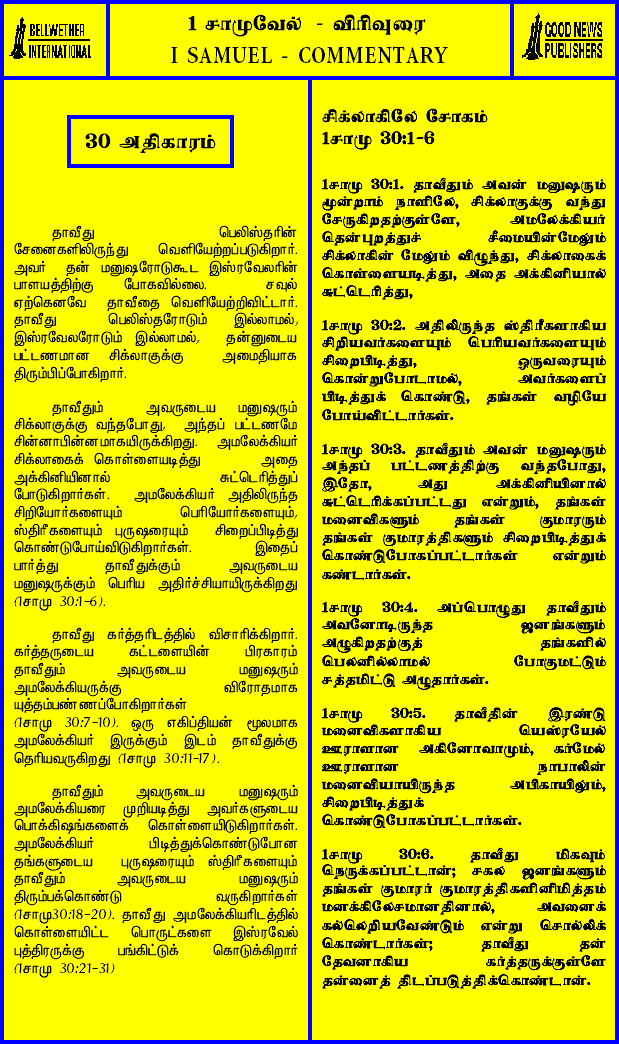 BELLWETHER
INTERNATIONAL
1 சாமுவேல் - விரிவுரை
I SAMUEL - COMMENTARY
GOOD NEWS
PUBLISHERS
30 அதிகாரம்
தாவீது பெலிஸ்தரின்
சேனைகளிலிருந்து வெளியேற்றப்படுகிறார்.
அவர் தன் மனுஷரோடுகூட இஸ்ரவேலரின்
பாளயத்திற்கு போகவில்லை. சவுல்
ஏற்கெனவே தாவீதை வெளியேற்றிவிட்டார்.
தாவீது பெலிஸ்தரோடும் இல்லாமல்,
இஸ்ரவேலரோடும் இல்லாமல், தன்னுடைய
பட்டணமான சிக்லாகுக்கு அமைதியாக
திரும்பிப்போகிறார்.
தாவீதும் அவருடைய மனுஷரும்
சிக்லாகுக்கு வந்தபோது, அந்தப் பட்டணமே
சின்னாபின்னமாகயிருக்கிறது. அமலேக்கியர்
சிக்லாகைக் கொள்ளையடித்து அதை
அக்கினியினால் சுட்டெரித்துப்
போடுகிறார்கள். அமலேக்கியர் அதிலிருந்த
சிறியோர்களையும் பெரியோர்களையும்,
ஸ்திரீகளையும் புருஷரையும் சிறைப்பிடித்து
கொண்டுபோய்விடுகிறார்கள். இதைப்
பார்த்து தாவீதுக்கும் அவருடைய
மனுஷருக்கும் பெரிய அதிர்ச்சியாயிருக்கிறது
(1சாமு 30:1-6).
தாவீது கர்த்தரிடத்தில் விசாரிக்கிறார்.
கர்த்தருடைய கட்டளையின் பிரகாரம்
தாவீதும் அவருடைய மனுஷரும்
அமலேக்கியருக்கு விரோதமாக
யுத்தம்பண்ணப்போகிறார்கள்
(1சாமு 30:7-10). ஒரு எகிப்தியன் மூலமாக
அமலேக்கியர் இருக்கும் இடம் தாவீதுக்கு
தெரியவருகிறது (1சாமு 30:11-17).
தாவீதும் அவருடைய மனுஷரும்
அமலேக்கியரை முறியடித்து அவர்களுடைய
பொக்கிஷங்களைக் கொள்ளையிடுகிறார்கள்.
அமலேக்கியர் பிடித்துக்கொண்டுபோன
தங்களுடைய புருஷரையும் ஸ்திரீகளையும்
தாவீதும் அவருடைய மனுஷரும்
திரும்பக்கொண்டு வருகிறார்கள்
(1சாமு30:18-20). தாவீது அமலேக்கியரிடத்தில்
கொள்ளையிட்ட பொருட்களை இஸ்ரவேல்
புத்திரருக்கு பங்கிட்டுக் கொடுக்கிறார்
(1சாமு 30:21-31)
சிக்லாகிலே சோகம்
1சாமு 30:1-6
1சாமு 30:1. தாவீதும் அவன் மனுஷரும்
மூன்றாம் நாளிலே, சிக்லாகுக்கு வந்து
சேருகிறதற்குள்ளே, அமலேக்கியர்
தென்புறத்துச் சீமையின்மேலும்
சிக்லாகின் மேலும் விழுந்து, சிக்லாகைக்
கொள்ளையடித்து, அதை அக்கினியால்
சுட்டெரித்து,
1சாமு 30:2. அதிலிருந்த ஸ்திரீகளாகிய
சிறியவர்களையும் பெரியவர்களையும்
சிறைபிடித்து, ஒருவரையும்
கொன்றுபோடாமல், அவர்களைப்
பிடித்துக் கொண்டு, தங்கள் வழியே
போய்விட்டார்கள்.
1சாமு 30:3. தாவீதும் அவன் மனுஷரும்
அந்தப் பட்டணத்திற்கு வந்தபோது,
இதோ, அது அக்கினியினால்
சுட்டெரிக்கப்பட்டது என்றும், தங்கள்
மனைவிகளும் தங்கள் குமாரரும்
தங்கள் குமாரத்திகளும் சிறைபிடித்துக்
கொண்டுபோகப்பட்டார்கள் என்றும்
கண்டார்கள்.
1சாமு 30:4. அப்பொழுது தாவீதும்
அவனோடிருந்த ஜனங்களும்
அழுகிறதற்குத் தங்களில்
பெலனில்லாமல் போகுமட்டும்
சத்தமிட்டு அழுதார்கள்.
1சாமு 30:5. தாவீதின் இரண்டு
மனைவிகளாகிய யெஸ்ரயேல்
ஊராளான அகினோவாமும், கர்மேல்
ஊராளான நாபாலின்
மனைவியாயிருந்த அபிகாயிலும்,
சிறைபிடித்துக்
கொண்டுபோகப்பட்டார்கள்.
1சாமு 30:6. தாவீது மிகவும்
நெருக்கப்பட்டான்; சகல ஜனங்களும்
தங்கள் குமாரர் குமாரத்திகளினிமித்தம்
மனக்கிலேசமானதினால், அவனைக்
கல்லெறியவேண்டும் என்று சொல்லிக்
கொண்டார்கள்; தாவீது தன்
தேவனாகிய கர்த்தருக்குள்ளே
தன்னைத் திடப்படுத்திக்கொண்டான்.